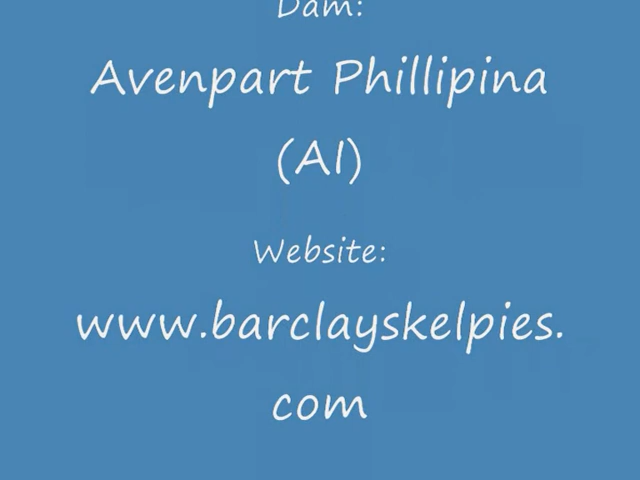 Dam:
Avenpart Phillipina
(AI)
Website:
www.barclayskelpies.
com